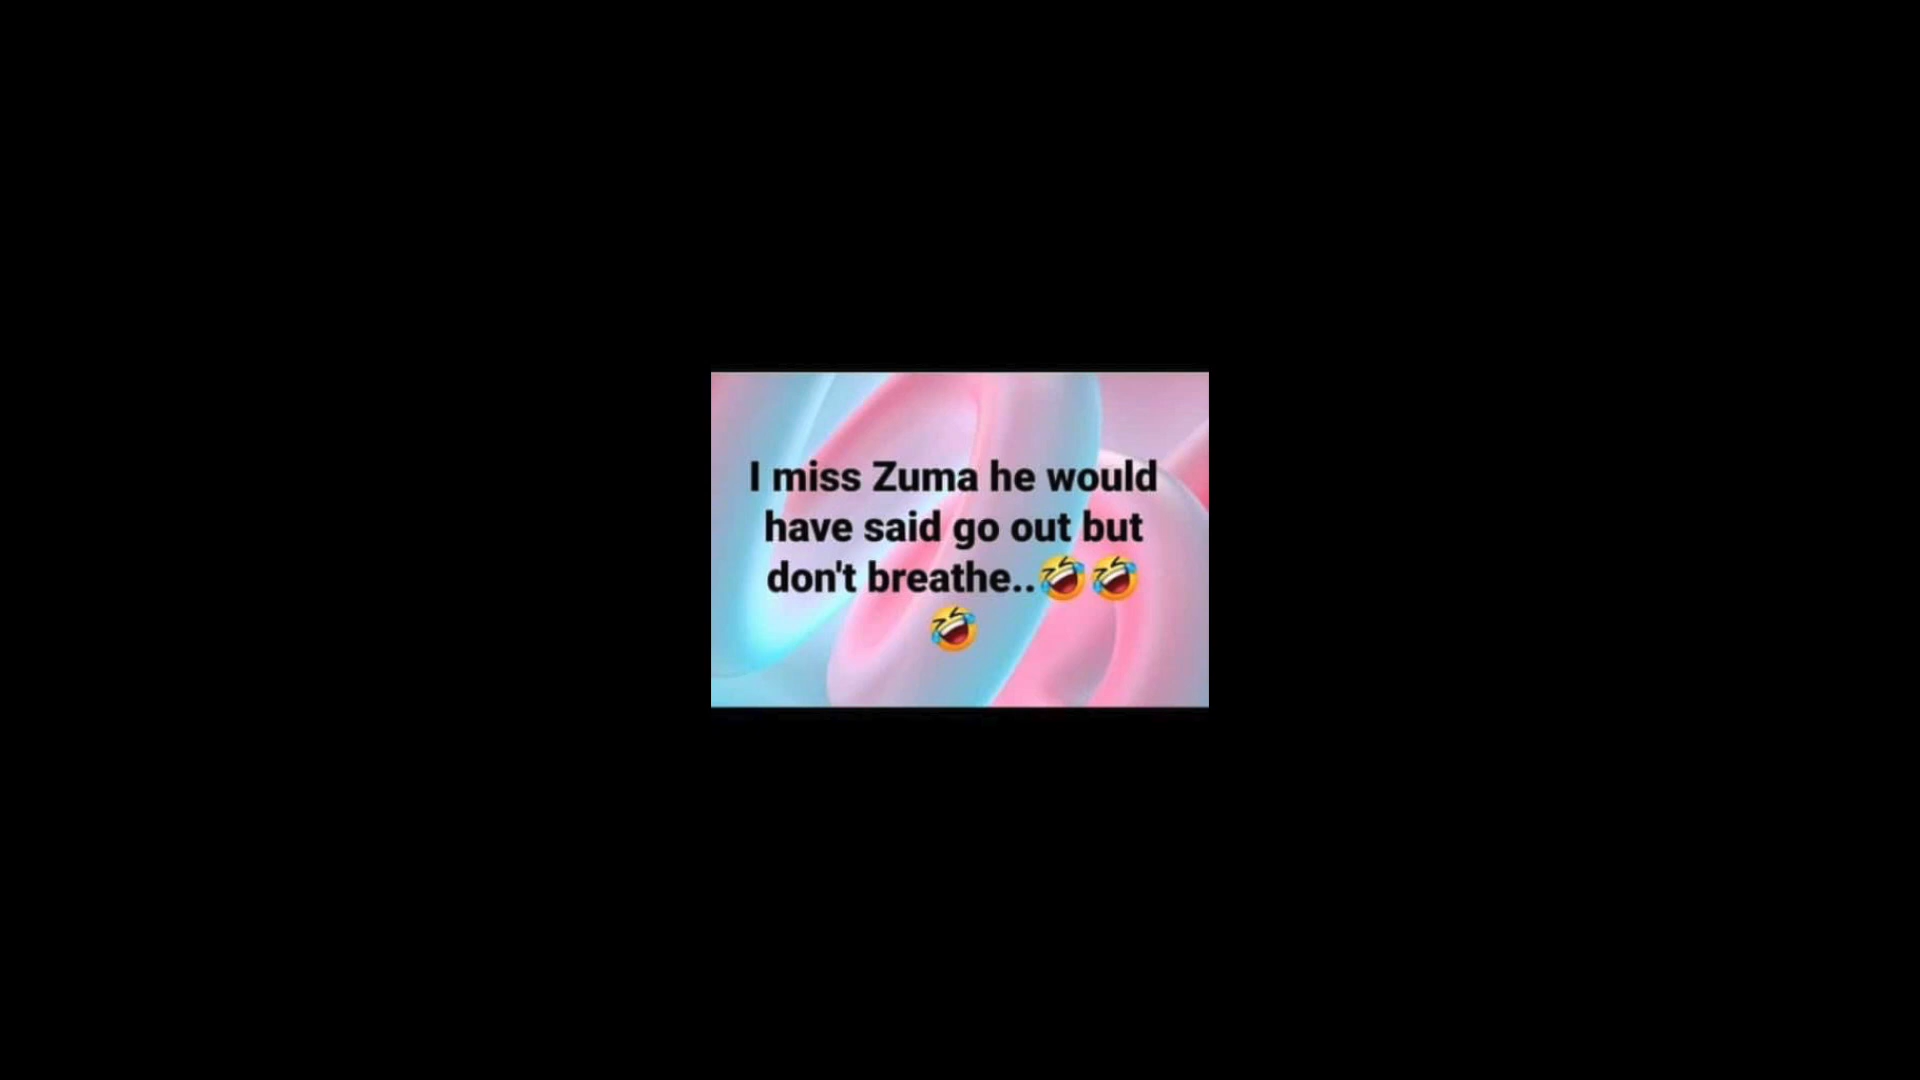 I miss Zuma he would
have said go out but
don't breathe..🤣🤣
🤣